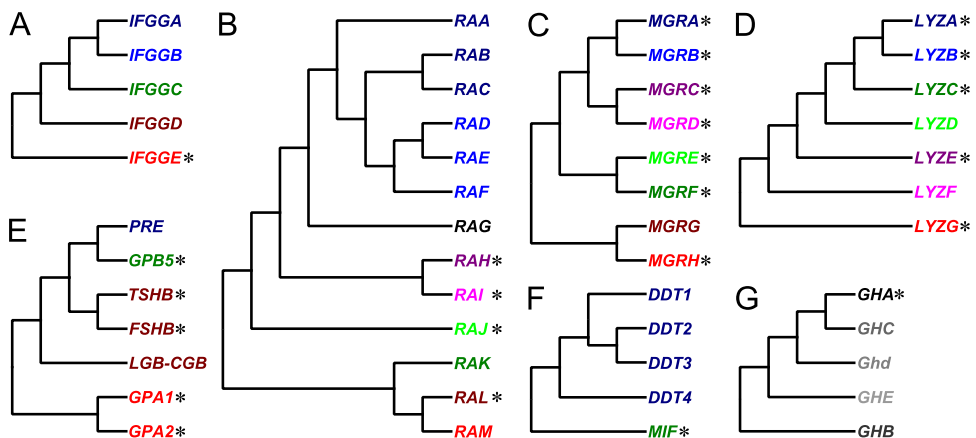 A
IFGGA
IFGGB
IFGGC
IFGGD
IFGGE*
B
RAA
RAB
RAC
RAD
RAE
RAF
RAG
RAH*
RAI*
RAJ*
RAK
RAL*
RAM
C
MGRA*
MGRB*
MGRC*
MGRD*
MGRE*
MGRF*
MGRG
MGRH*
D
LYZA*
LYZB*
LYZC*
LYZD
LYZE*
LYZF
LYZG*
E
PRE
GPB5*
TSHB*
FSHB*
LGB-CGB
GPA1*
GPA2*
F
DDT1
DDT2
DDT3
DDT4
MIF*
G
GHA*
GHC
Ghd
GHE
GHB